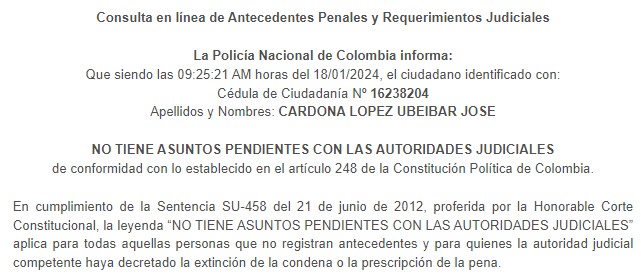 Consulta en línea de Antecedentes Penales y Requerimientos Judiciales
La Policía Nacional de Colombia informa:
Que siendo las 09:25:21 AM horas del 18/01/2024, el ciudadano identificado con:
Cédula de Ciudadanía Nº 16238204
Apellidos y Nombres: CARDONA LOPEZ UBEIBAR JOSE
NO TIENE ASUNTOS PENDIENTES CON LAS AUTORIDADES JUDICIALES
de conformidad con lo establecido en el artículo 248 de la Constitución Política de Colombia.
En cumplimiento de la Sentencia SU-458 del 21 de junio de 2012, proferida por la Honorable Corte
Constitucional, la leyenda “NO TIENE ASUNTOS PENDIENTES CON LAS AUTORIDADES JUDICIALES”
aplica para todas aquellas personas que no registran antecedentes y para quienes la autoridad judicial
competente haya decretado la extinción de la condena o la prescripción de la pena.